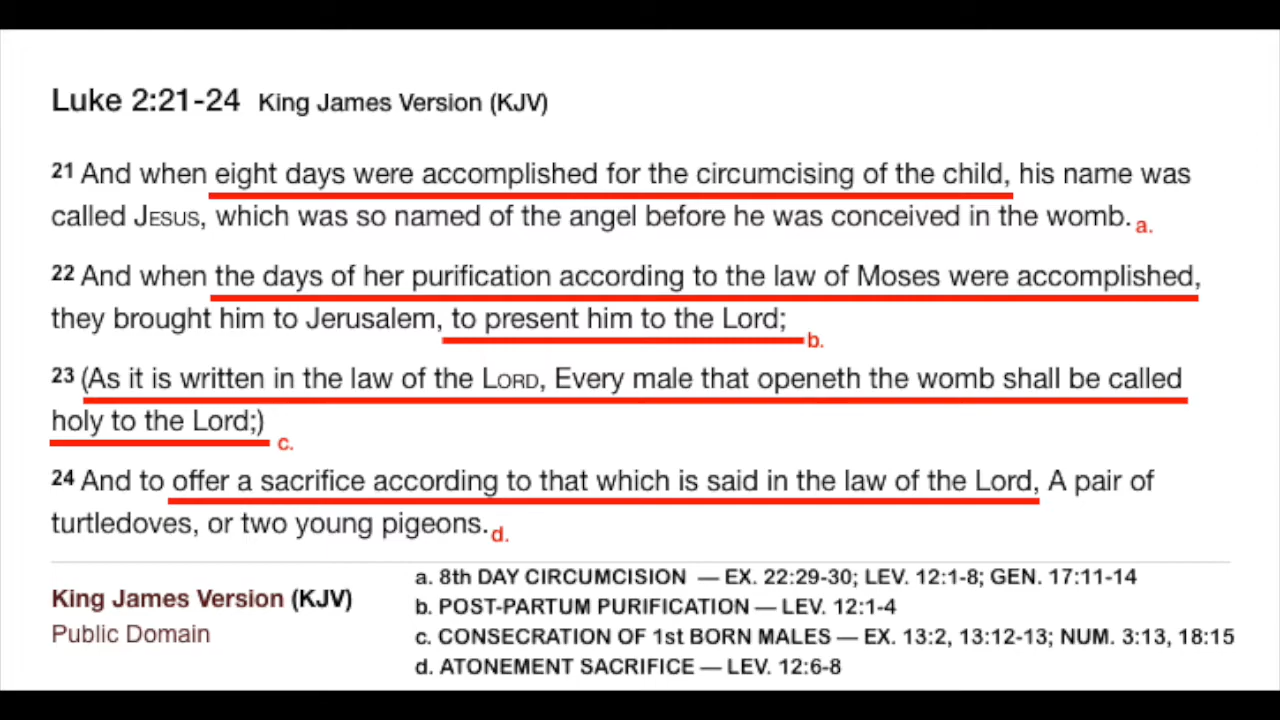 Luke 2:21-24 King James Version (KJV)
21 And when eight days were accomplished for the circumcising of the child, his name was
called JESUS, which was so named of the angel before he was conceived in the womb. a.
22 And when the days of her purification according to the law of Moses were accomplished,
they brought him to Jerusalem, to present him to the Lord; b.
23 (As it is written in the law of the LORD, Every male that openeth the womb shall be called
holy to the Lord;) c.
24 And to offer a sacrifice according to that which is said in the law of the Lord, A pair of
turtledoves, or two young pigeons. d.
King James Version (KJV)
Public Domain
a. 8th DAY CIRCUMCISION — EX. 22:29-30; LEV. 12:1-8; GEN. 17:11-14
b. POST-PARTUM PURIFICATION — LEV. 12:1-4
c. CONSECRATION OF 1st BORN MALES — EX. 13:2, 13:12-13; NUM. 3:13, 18:15
d. ATONEMENT SACRIFICE — LEV. 12:6-8